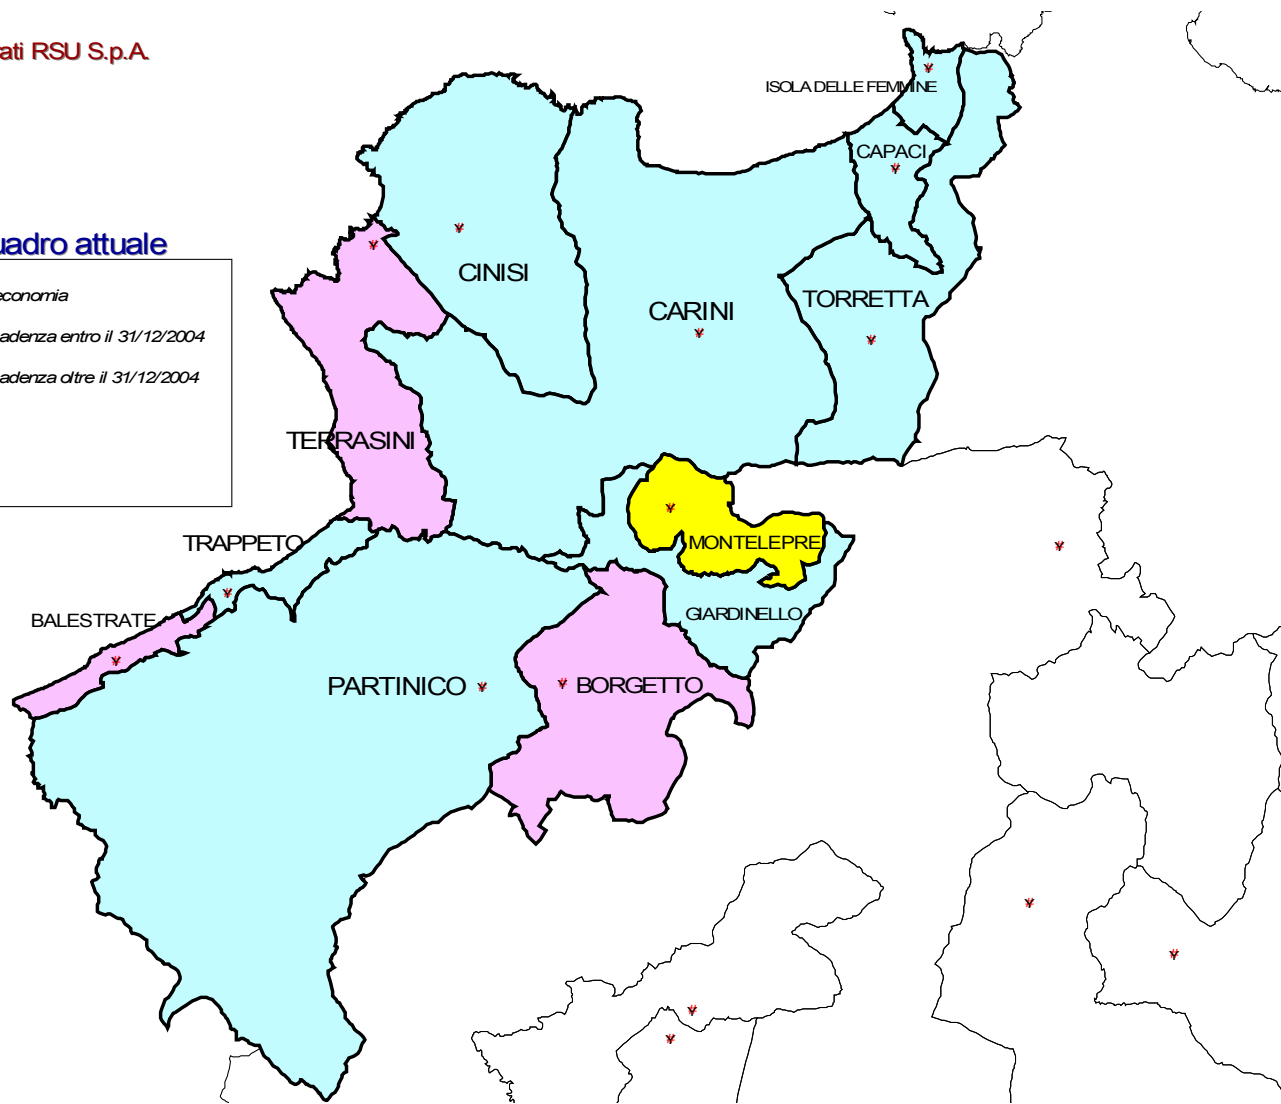 ati RSU S.p.A.
ISOLA DELLE FEMMINE
CAPACI
uadro attuale
economia
adenza entro il 31/12/2004
adenza oltre il 31/12/2004
CINISI
CARINI
TORRETTA
TERRASINI
TRAPPETO
MONTELEPRE
BALESTRATE
GIARDINELLO
PARTINICO
BORGETTO